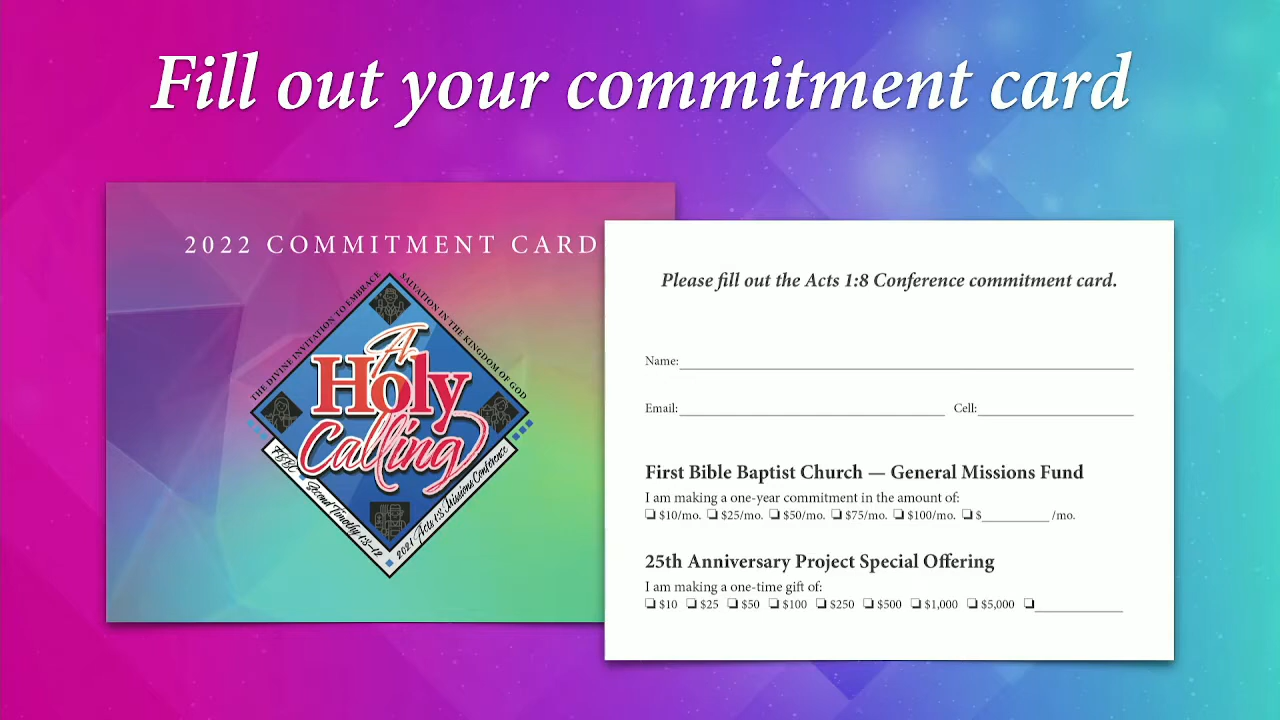 Fill out your commitment card
2022 COMMITMENT CARD
THE DIVINE INVITATION TO EMBRACE
SALVATION IN THE KINGDOM OF GOD
A
Holy
Calling
FBBC
Second Timothy 1:8-12
2021 Acts 1:8 Missions Conference
Please fill out the Acts 1:8 Conference commitment card.
Name:
Email: Cell:
First Bible Baptist Church — General Missions Fund
I am making a one-year commitment in the amount of:
❏ $10/mo. ❏ $25/mo. ❏ $50/mo. ❏ $75/mo. ❏ $100/mo. ❏ $__________ /mo.
25th Anniversary Project Special Offering
I am making a one-time gift of:
❏ $10 ❏ $25 ❏ $50 ❏ $100 ❏ $250 ❏ $500 ❏ $1,000 ❏ $5,000 ❏ ____________